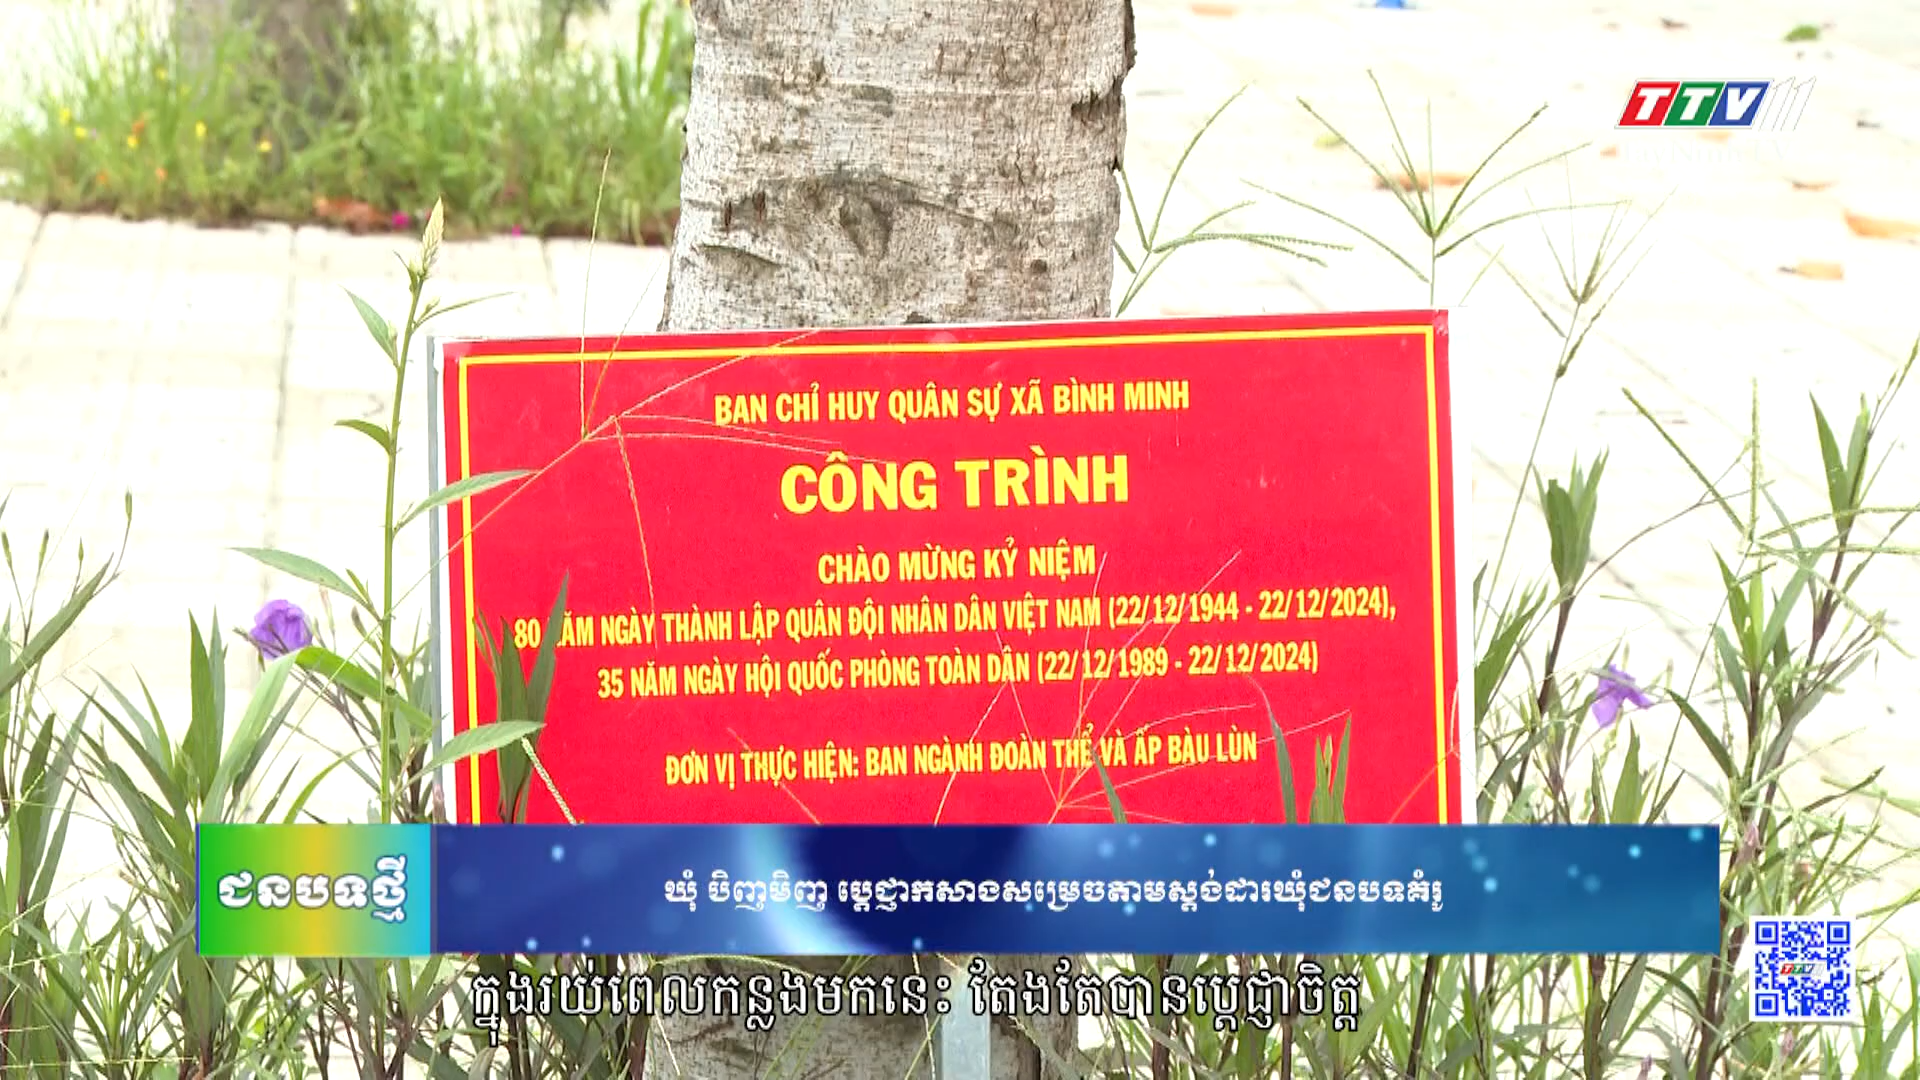 TTV11
BAN CHỈ HUY QUÂN SỰ XÃ BÌNH MINH
CÔNG TRÌNH
CHÀO MỪNG KỶ NIỆM
80 NĂM NGÀY THÀNH LẬP QUÂN ĐỘI NHÂN DÂN VIỆT NAM (22/12/1944 - 22/12/2024),
35 NĂM NGÀY HỘI QUỐC PHÒNG TOÀN DÂN (22/12/1989 - 22/12/2024)
ĐƠN VỊ THỰC HIỆN: BAN NGÀNH ĐOÀN THỂ VÀ ẤP BÀU LÙN
ជនបទថ្មី
ឃុំ ប៊ិញមិញ ប្ដេជ្ញាកសាងសម្រេចតាមស្តង់ដារឃុំជនបទគំរូ
ក្នុងរយ់ពេលកន្លងមកនេះ តែងតែបានប្ដេជ្ញាចិត្ត
TTV